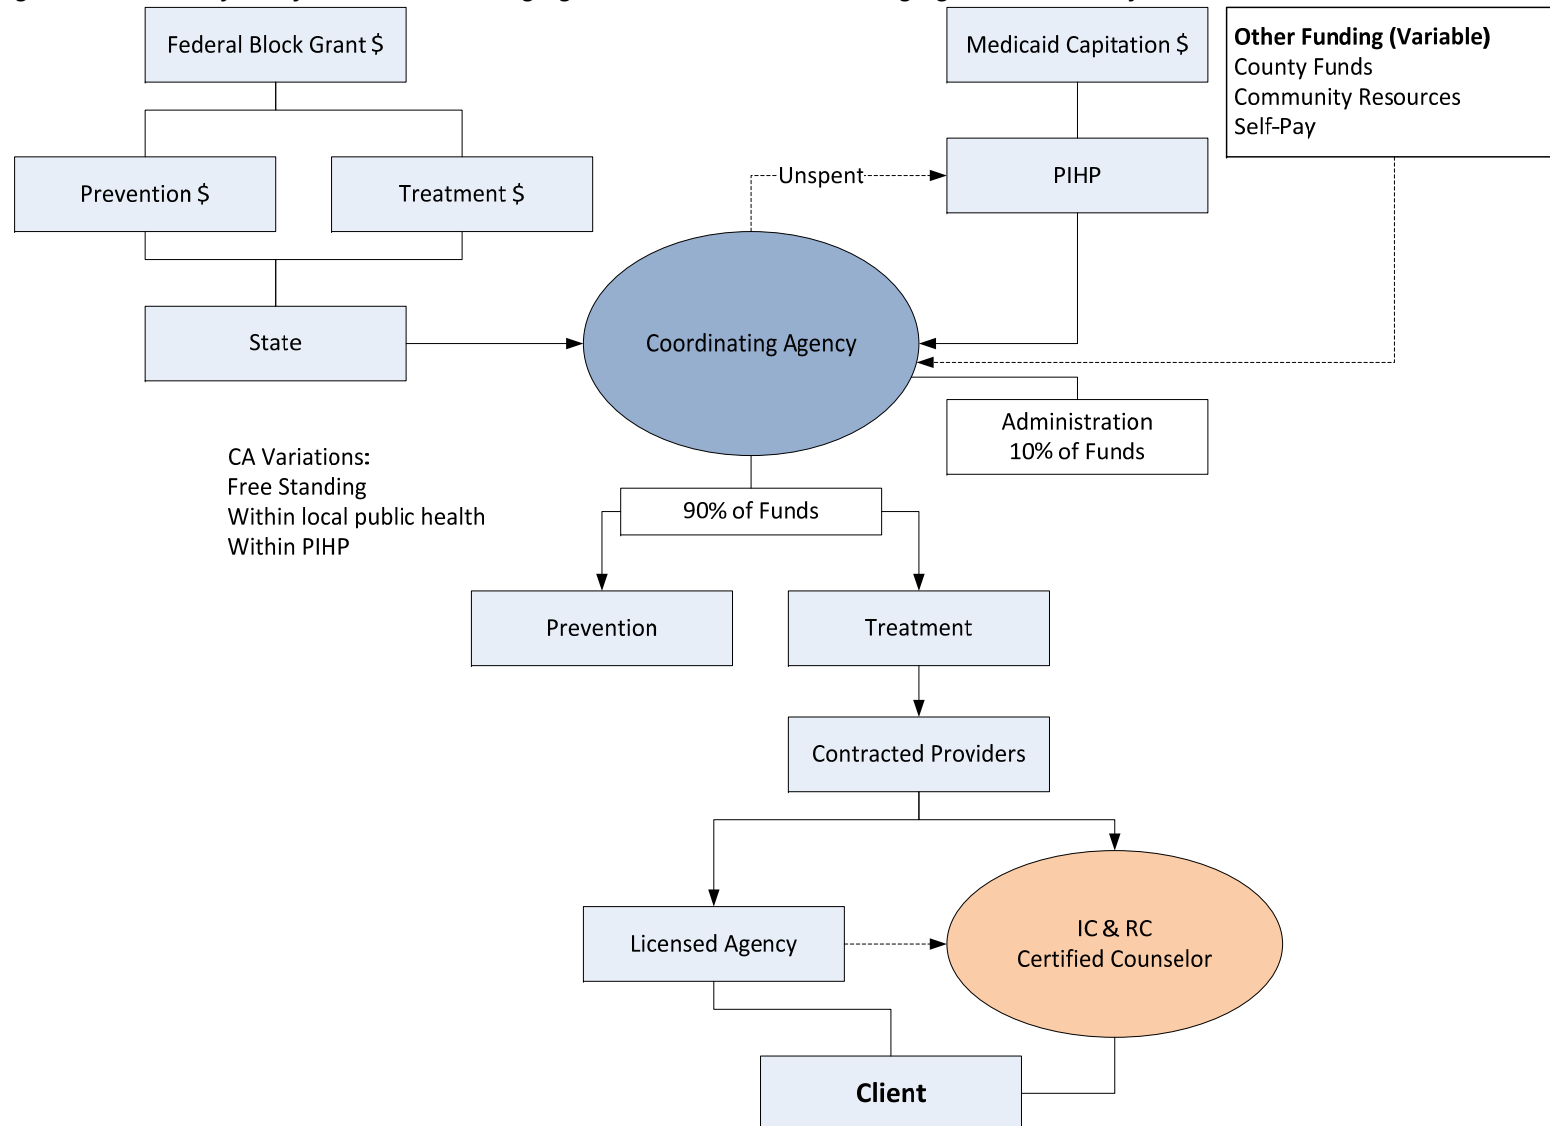 Federal Block Grant $
Medicaid Capitation $
Other Funding (Variable)
County Funds
Community Resources
Self-Pay
Prevention $
Treatment $
Unspent
PIHP
State
Coordinating Agency
Administration
10% of Funds
CA Variations:
Free Standing
Within local public health
Within PIHP
90% of Funds
Prevention
Treatment
Contracted Providers
Licensed Agency
IC & RC
Certified Counselor
Client